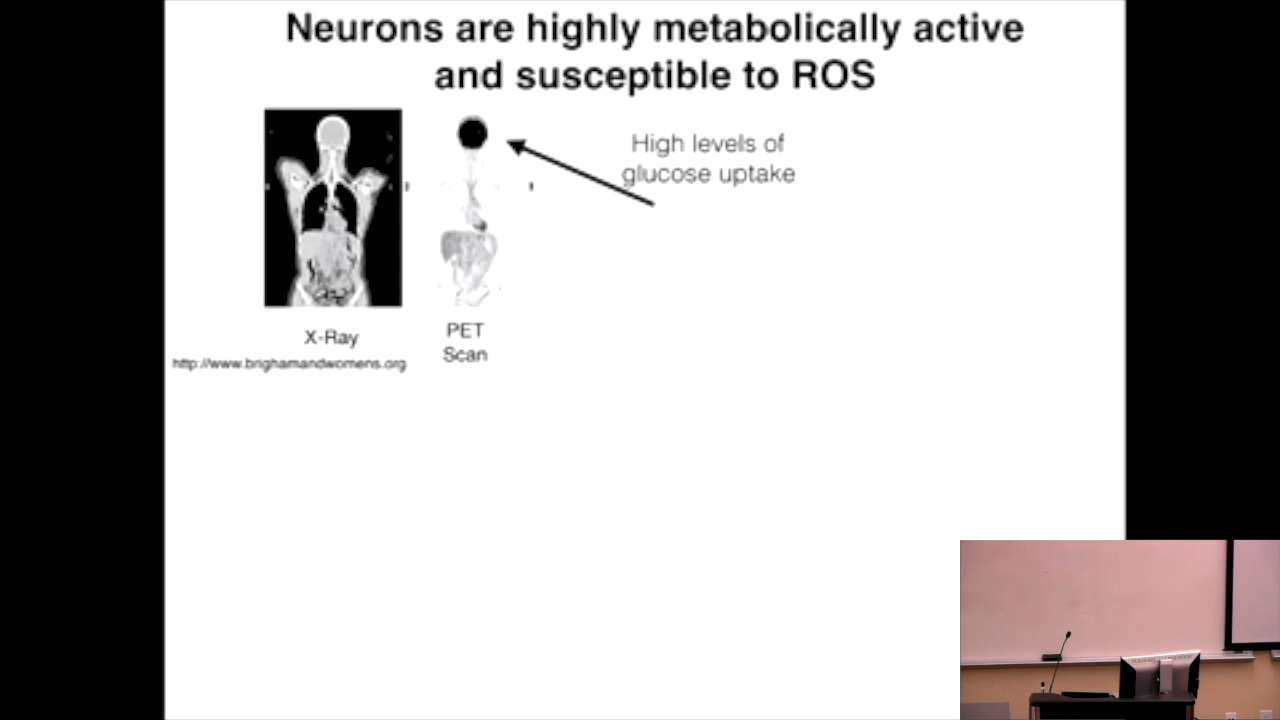 Neurons are highly metabolically active
and susceptible to ROS
High levels of
glucose uptake
X-Ray
PET
Scan
http://www.brighamandwomens.org